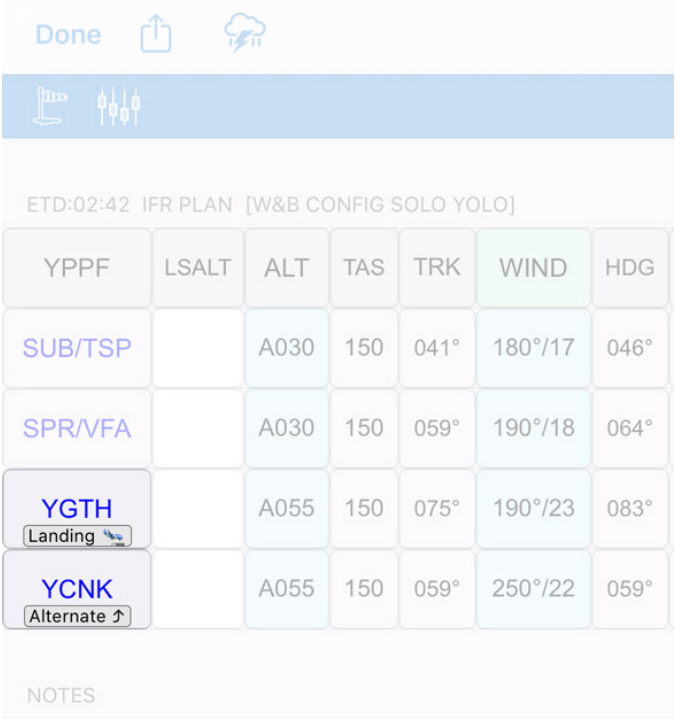 Done
ETD:02:42 IFR PLAN [W&B CONFIG SOLO YOLO]
YPPF LSALT ALT TAS TRK WIND HDG
SUB/TSP A030 150 041° 180°/17 046°
SPR/VFA A030 150 059° 190°/18 064°
YGTH A055 150 075° 190°/23 083°
Landing
YCNK A055 150 059° 250°/22 059°
Alternate
NOTES